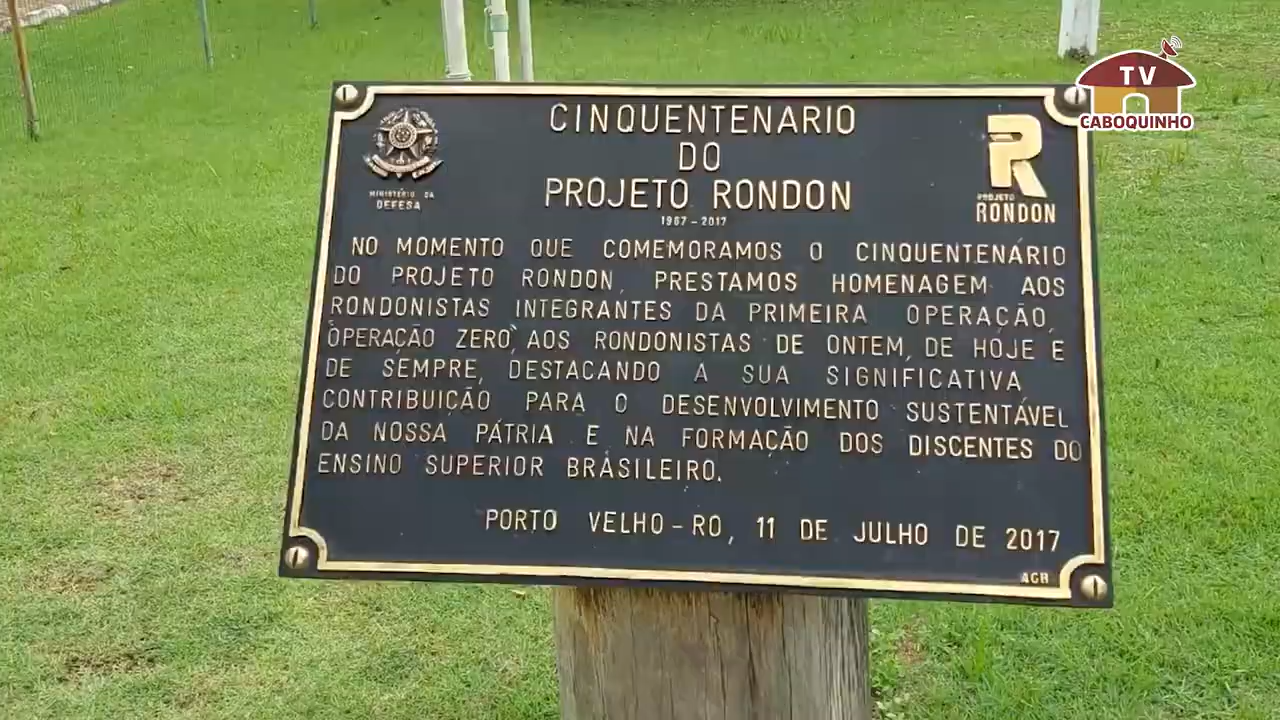 TV
CABOQUINHO
CINQUENTENARIO
DO
PROJETO RONDON
1967 - 2017
MINISTÉRIO DA
DEFESA
PROJETO
RONDON
NO MOMENTO QUE COMEMORAMOS O CINQUENTENÁRIO
DO PROJETO RONDON, PRESTAMOS HOMENAGEM AOS
RONDONISTAS INTEGRANTES DA PRIMEIRA OPERAÇÃO,
"OPERAÇÃO ZERO", AOS RONDONISTAS DE ONTEM, DE HOJE E
DE SEMPRE, DESTACANDO A SUA SIGNIFICATIVA
CONTRIBUIÇÃO PARA O DESENVOLVIMENTO SUSTENTÁVEL
DA NOSSA PÁTRIA E NA FORMAÇÃO DOS DISCENTES DO
ENSINO SUPERIOR BRASILEIRO.
PORTO VELHO - RO, 11 DE JULHO DE 2017